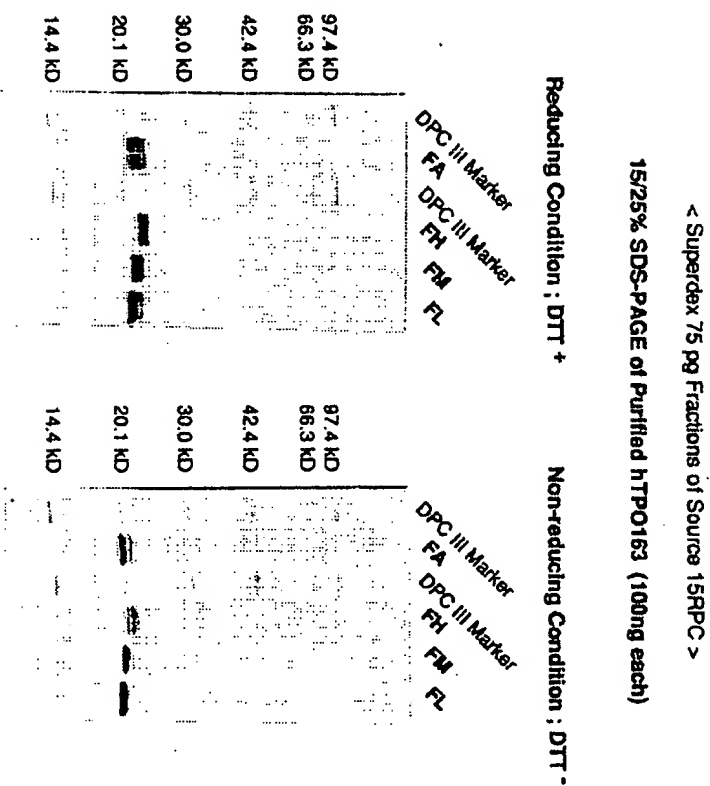 < Superdex 75 pg Fractions of Source 15RPC >
15/25% SDS-PAGE of Purified hTPO163 (100ng each)
Reducing Condition ; DTT +
DPC III Marker
FA
DPC III Marker
FH
FM
FL
97.4 kD
66.3 kD
42.4 kD
30.0 kD
20.1 kD
14.4 kD
Non-reducing Condition ; DTT -
DPC III Marker
FA
DPC III Marker
FH
FM
FL
97.4 kD
66.3 kD
42.4 kD
30.0 kD
20.1 kD
14.4 kD